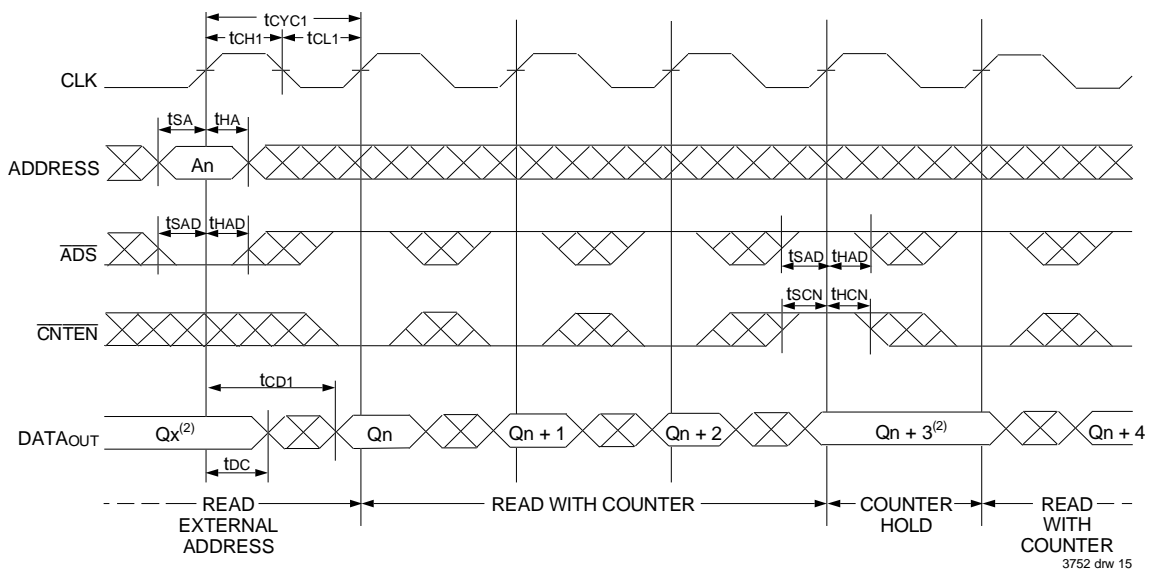 tCYC1
tCH1 tCL1
CLK
tSA tHA
ADDRESS An
tSAD tHAD
ADS
tSAD tHAD
tSCN tHCN
CNTEN
tCD1
DATAOUT Qx(2) Qn Qn + 1 Qn + 2 Qn + 3(2) Qn + 4
tDC
READ EXTERNAL ADDRESS
READ WITH COUNTER
COUNTER HOLD
READ WITH COUNTER
3752 drw 15